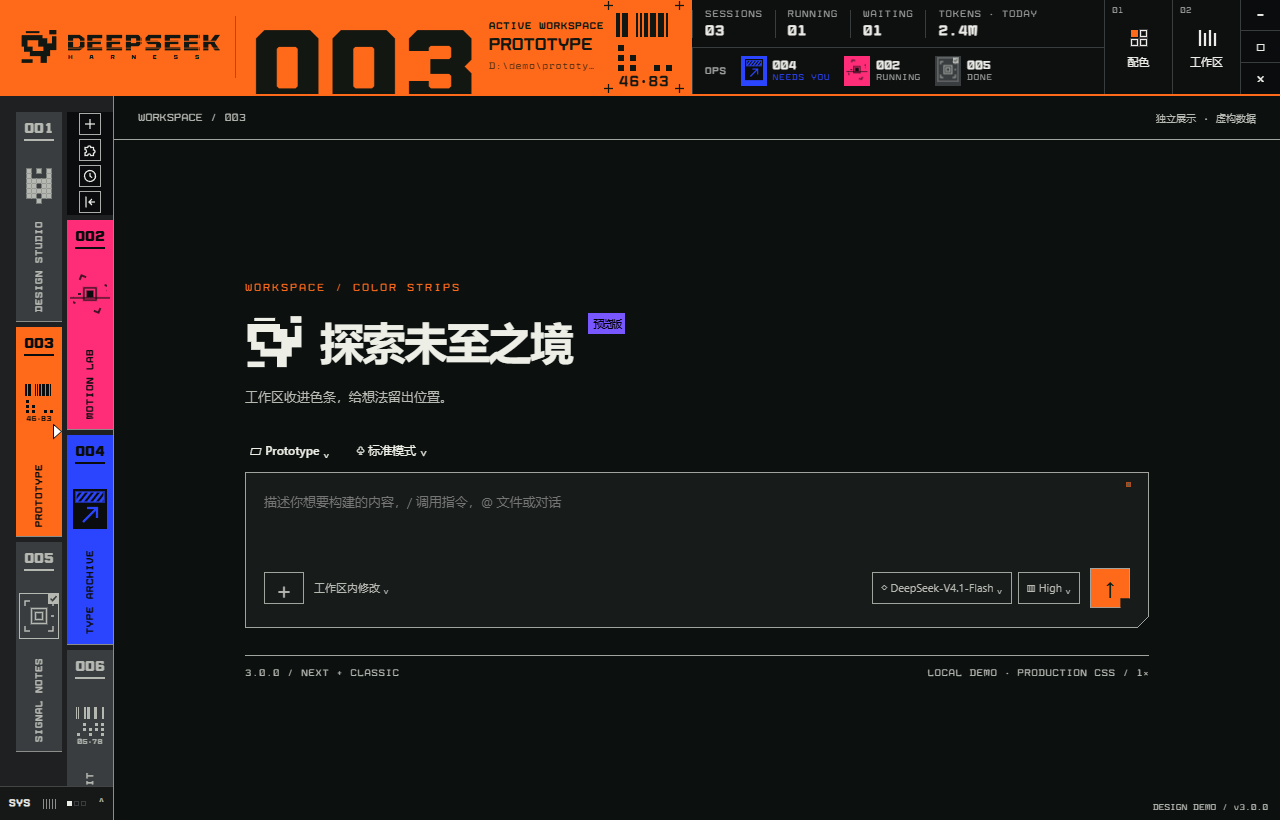 DEEPSEEK
HARNESS
003
ACTIVE WORKSPACE
PROTOTYPE
D:\demo\prototy…
46·83
SESSIONS
03
RUNNING
01
WAITING
01
TOKENS · TODAY
2.4M
OPS
004
NEEDS YOU
002
RUNNING
005
DONE
01
配色
02
工作区
WORKSPACE / 003
独立展示 · 虚构数据
001
DESIGN STUDIO
003
46·83
PROTOTYPE
005
SIGNAL NOTES
002
MOTION LAB
004
TYPE ARCHIVE
006
05·78
IT
WORKSPACE / COLOR STRIPS
探索未至之境
预览版
工作区收进色条，给想法留出位置。
Prototype
标准模式
描述你想要构建的内容，/ 调用指令，@ 文件或对话
工作区内修改
DeepSeek-V4.1-Flash
High
3.0.0 / NEXT + CLASSIC
LOCAL DEMO · PRODUCTION CSS / 1×
SYS
DESIGN DEMO / v3.0.0